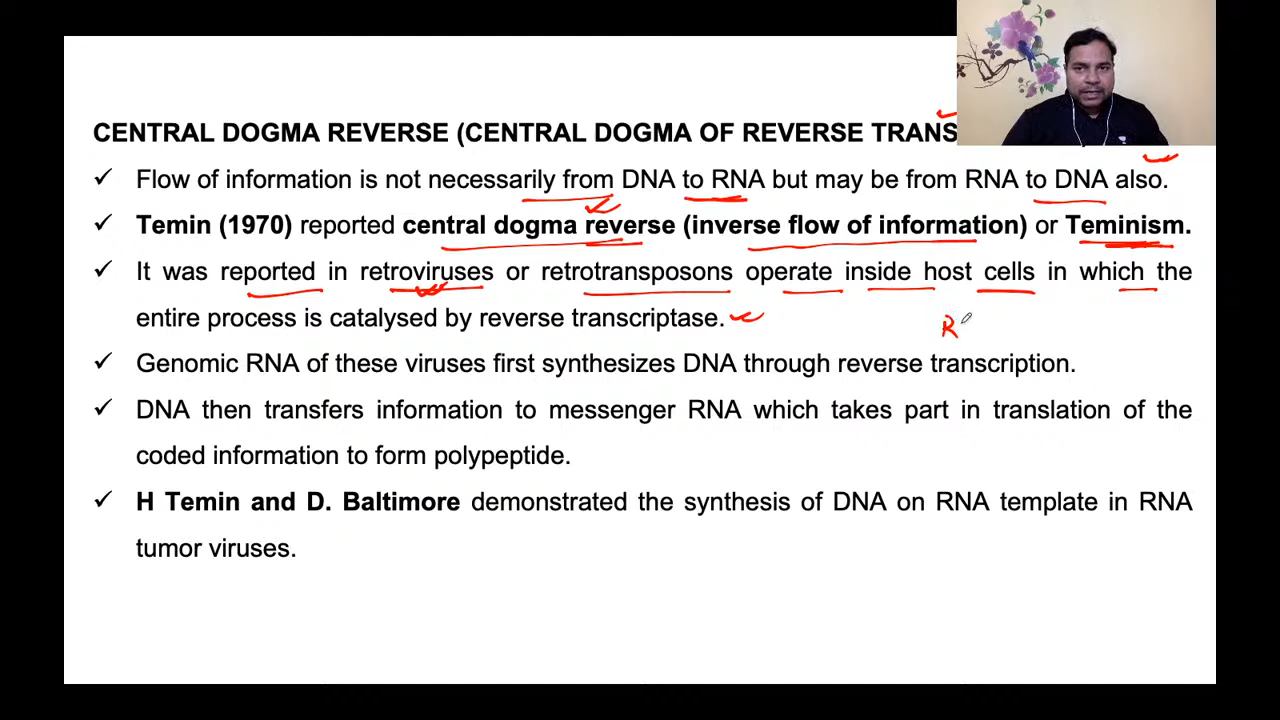 CENTRAL DOGMA REVERSE (CENTRAL DOGMA OF REVERSE TRANS
✓ Flow of information is not necessarily from DNA to RNA but may be from RNA to DNA also.
✓ Temin (1970) reported central dogma reverse (inverse flow of information) or Teminism.
✓ It was reported in retroviruses or retrotransposons operate inside host cells in which the
entire process is catalysed by reverse transcriptase.
R
✓ Genomic RNA of these viruses first synthesizes DNA through reverse transcription.
✓ DNA then transfers information to messenger RNA which takes part in translation of the
coded information to form polypeptide.
✓ H Temin and D. Baltimore demonstrated the synthesis of DNA on RNA template in RNA
tumor viruses.